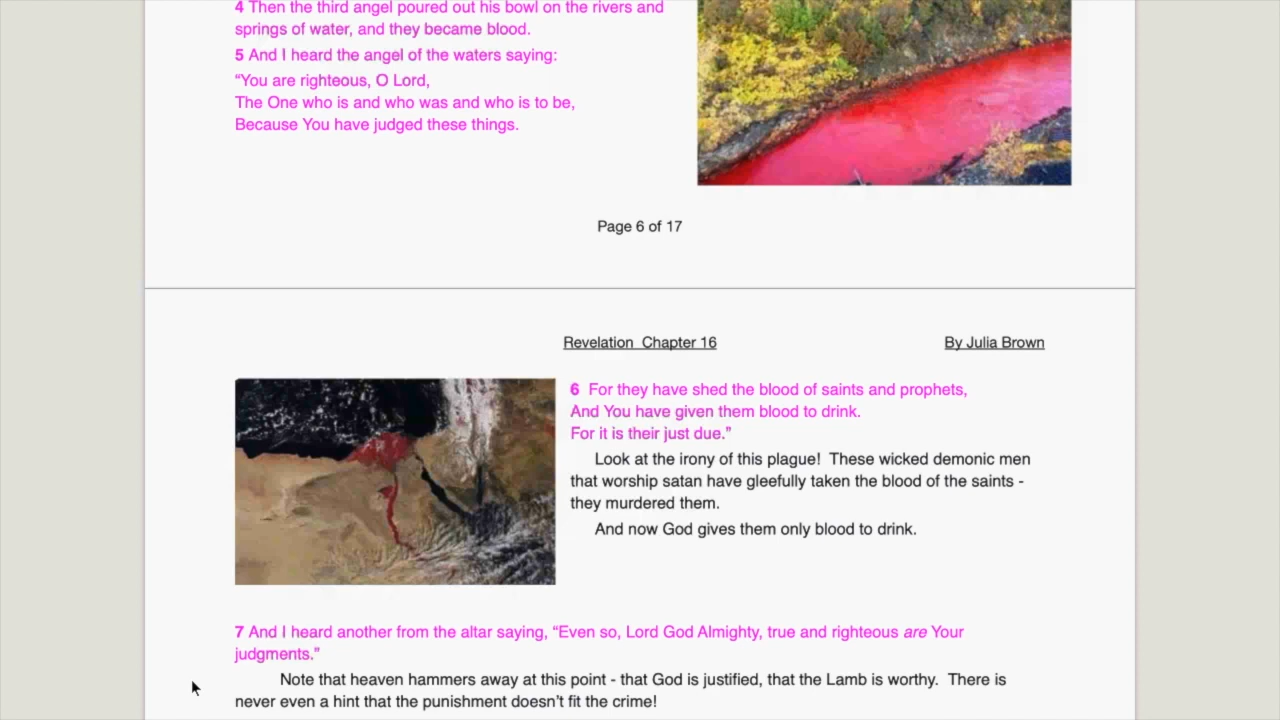 4 Then the third angel poured out his bowl on the rivers and
springs of water, and they became blood.
5 And I heard the angel of the waters saying:
“You are righteous, O Lord,
The One who is and who was and who is to be,
Because You have judged these things.
Page 6 of 17
Revelation  Chapter 16
By Julia Brown
6  For they have shed the blood of saints and prophets,
And You have given them blood to drink.
For it is their just due.”
Look at the irony of this plague!  These wicked demonic men
that worship satan have gleefully taken the blood of the saints -
they murdered them.
And now God gives them only blood to drink.
7 And I heard another from the altar saying, “Even so, Lord God Almighty, true and righteous are Your
judgments.”
Note that heaven hammers away at this point - that God is justified, that the Lamb is worthy.  There is
never even a hint that the punishment doesn’t fit the crime!